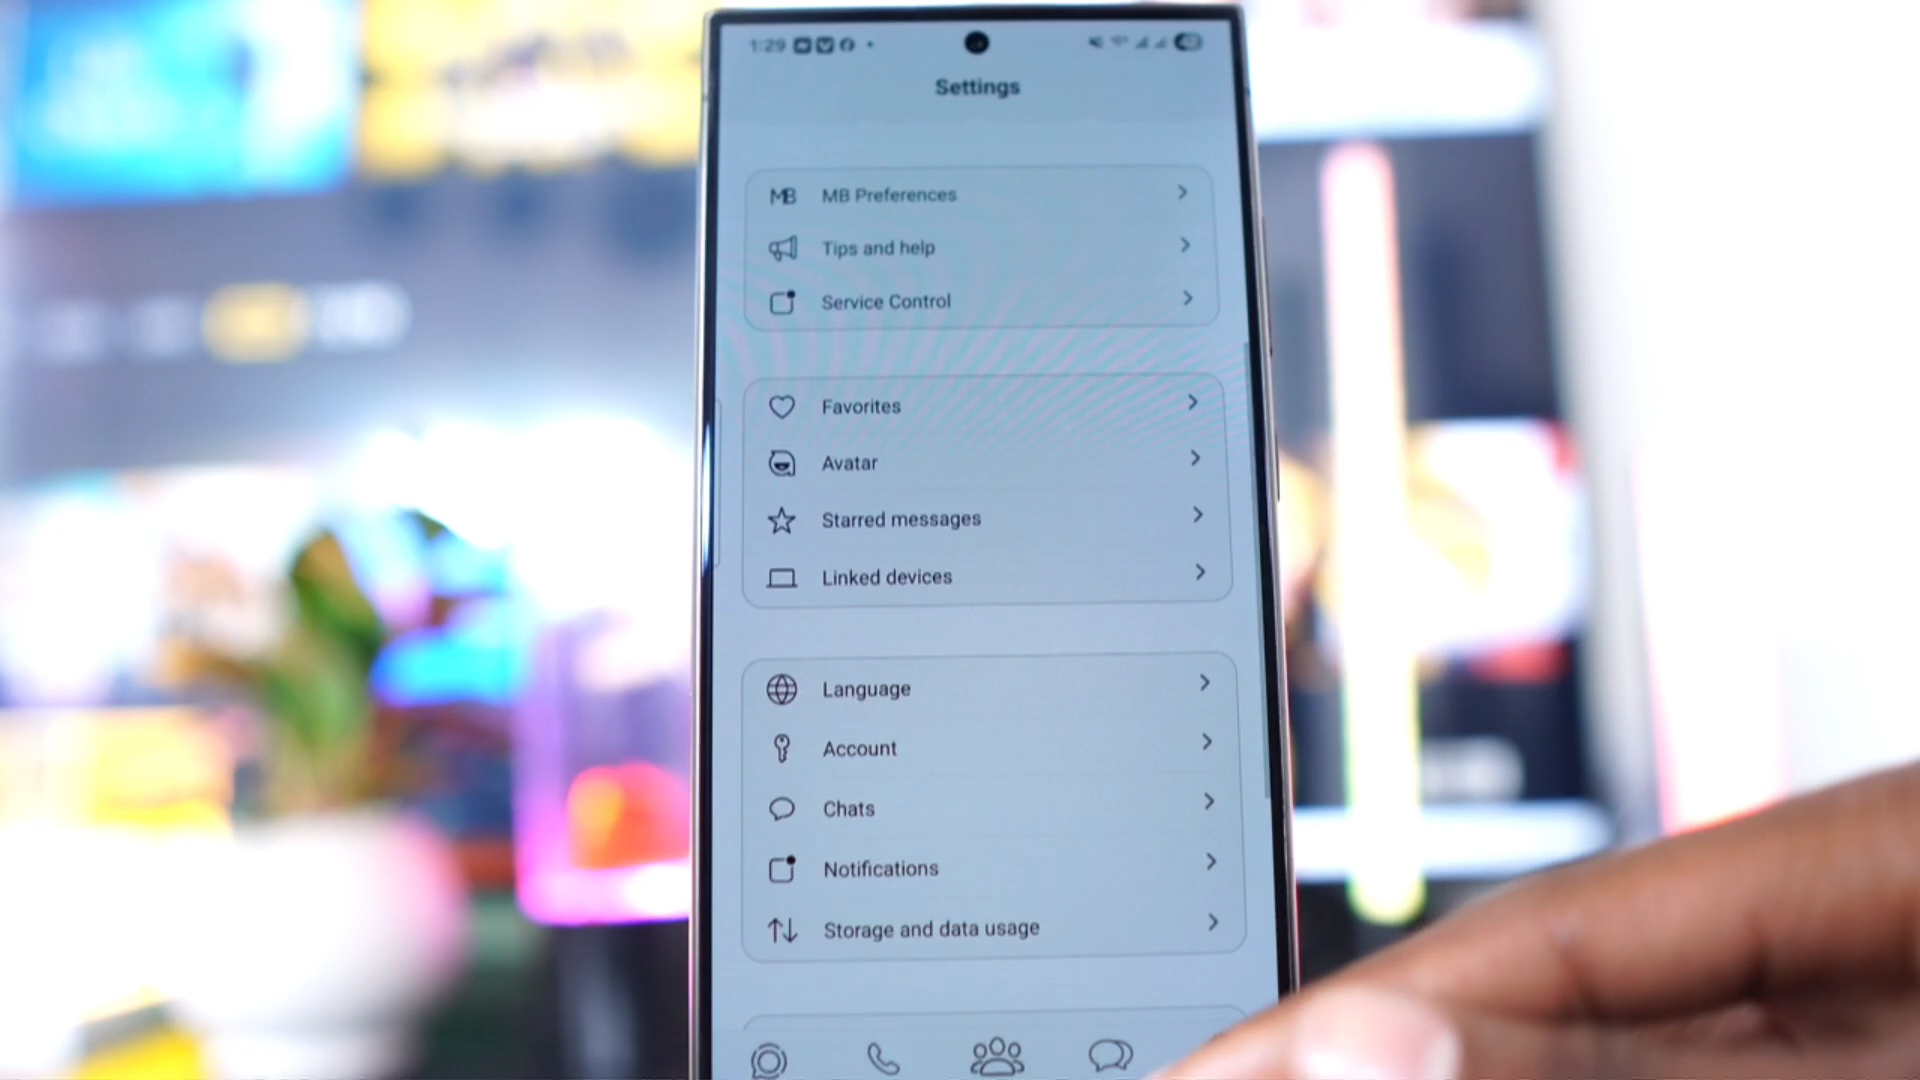 1:29
Settings
MB MB Preferences
Tips and help
Service Control
Favorites
Avatar
Starred messages
Linked devices
Language
Account
Chats
Notifications
Storage and data usage